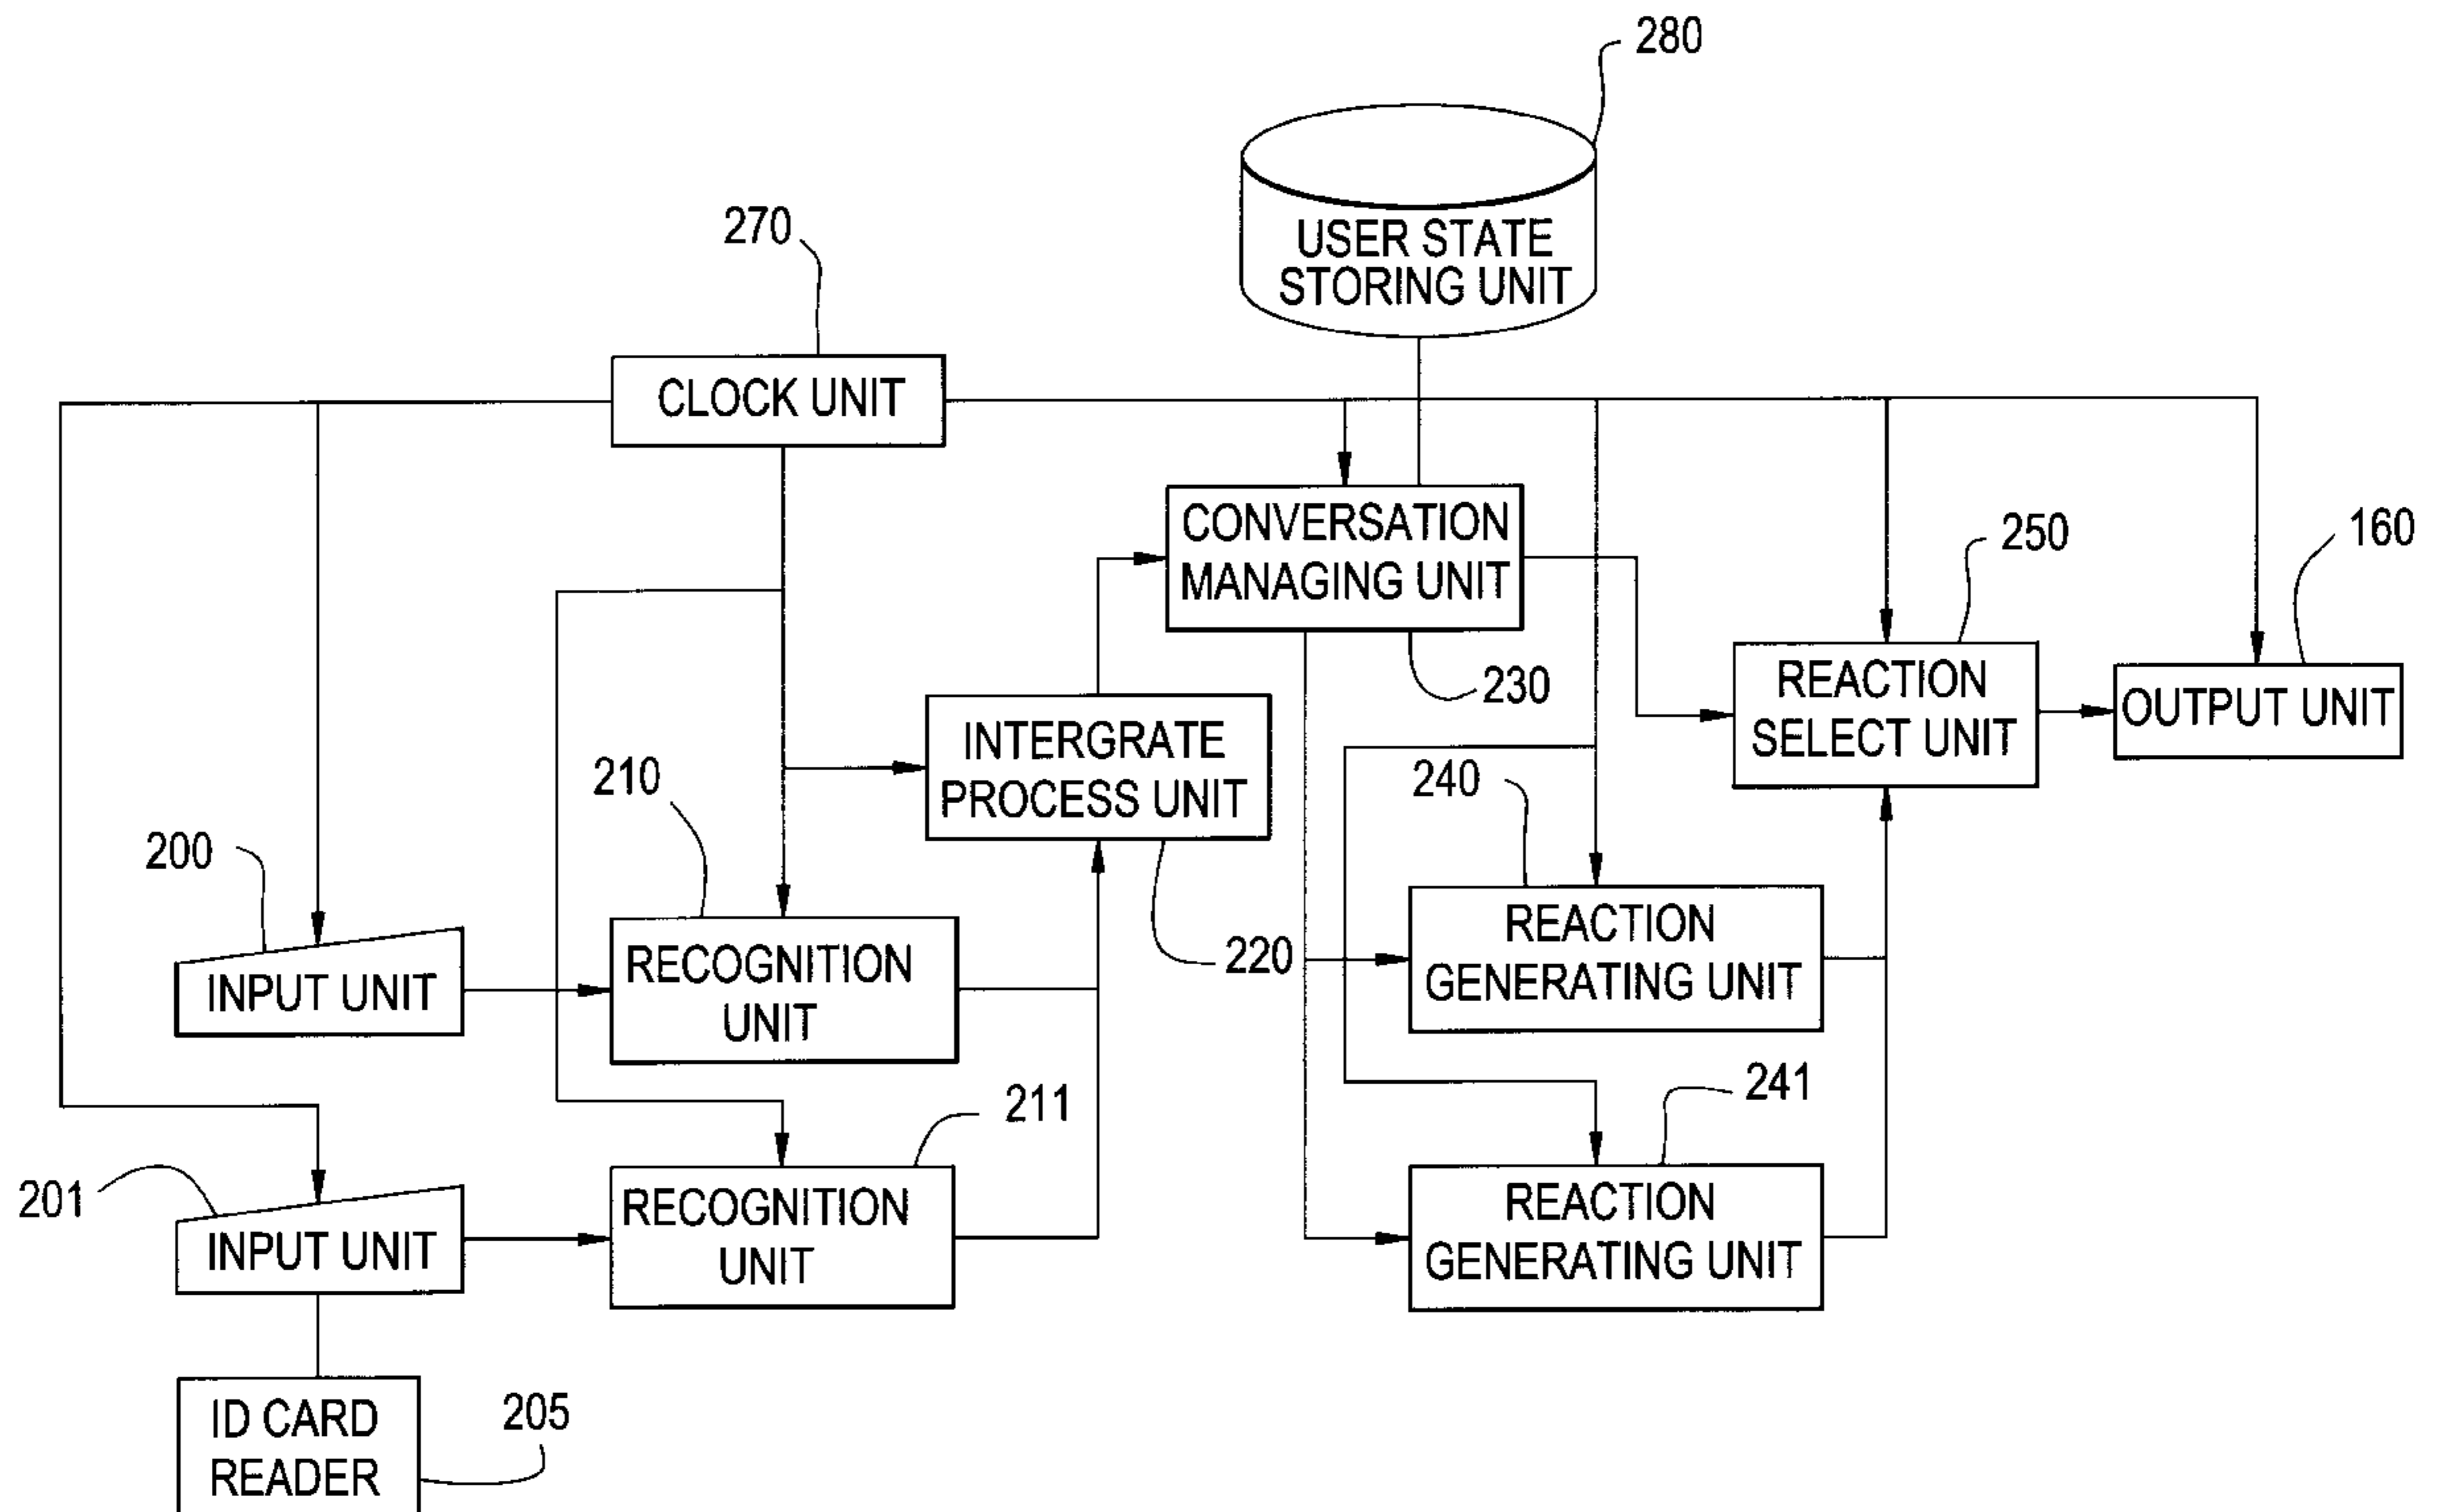 280
USER STATE
STORING UNIT
270
CLOCK UNIT
CONVERSATION
MANAGING UNIT
230
250
160
REACTION
SELECT UNIT
OUTPUT UNIT
INTERGRATE
PROCESS UNIT
220
210
240
200
INPUT UNIT
RECOGNITION
UNIT
REACTION
GENERATING UNIT
211
241
201
INPUT UNIT
RECOGNITION
UNIT
REACTION
GENERATING UNIT
ID CARD
READER
205